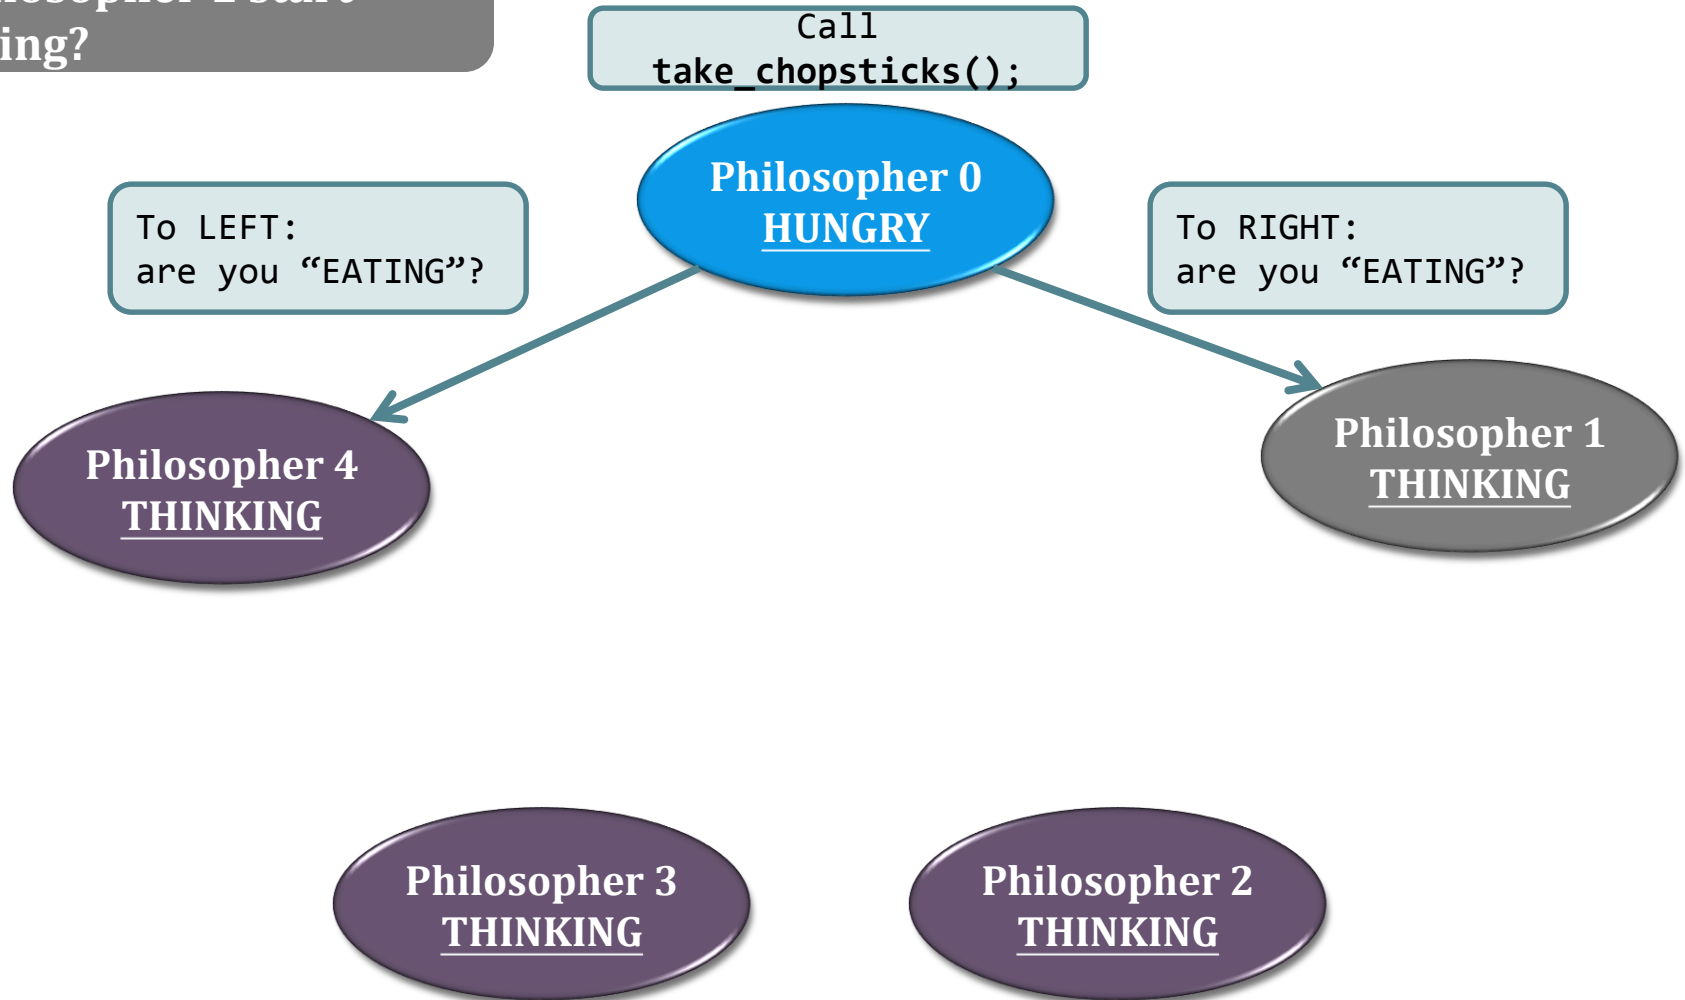 start
ing?
Call
take_chopsticks();
Philosopher 0
HUNGRY
To LEFT:
are you “EATING”?
To RIGHT:
are you “EATING”?
Philosopher 4
THINKING
Philosopher 1
THINKING
Philosopher 3
THINKING
Philosopher 2
THINKING